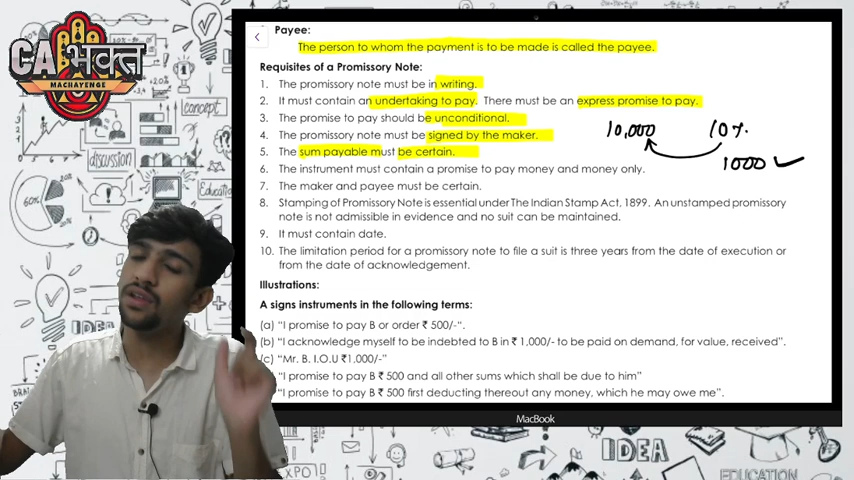 CA भक्त
MACHAYENGE
Payee:
The person to whom the payment is to be made is called the payee.
Requisites of a Promissory Note:
1. The promissory note must be in writing.
2. It must contain an undertaking to pay. There must be an express promise to pay.
3. The promise to pay should be unconditional.
4. The promissory note must be signed by the maker.
10,000 10%
5. The sum payable must be certain.
1000
6. The instrument must contain a promise to pay money and money only.
7. The maker and payee must be certain.
8. Stamping of Promissory Note is essential under The Indian Stamp Act, 1899. An unstamped promissory
note is not admissible in evidence and no suit can be maintained.
9. It must contain date.
10. The limitation period for a promissory note to file a suit is three years from the date of execution or
from the date of acknowledgement.
Illustrations:
A signs instruments in the following terms:
(a) "I promise to pay B or order ₹ 500/-".
(b) "I acknowledge myself to be indebted to B in ₹ 1,000/- to be paid on demand, for value, received".
(c) "Mr. B. I.O.U ₹1,000/-"
"I promise to pay B ₹ 500 and all other sums which shall be due to him"
"I promise to pay B ₹ 500 first deducting thereout any money, which he may owe me".
MacBook
concept
discussion
60%
20%
IDEA
IDEA
EDUCATION